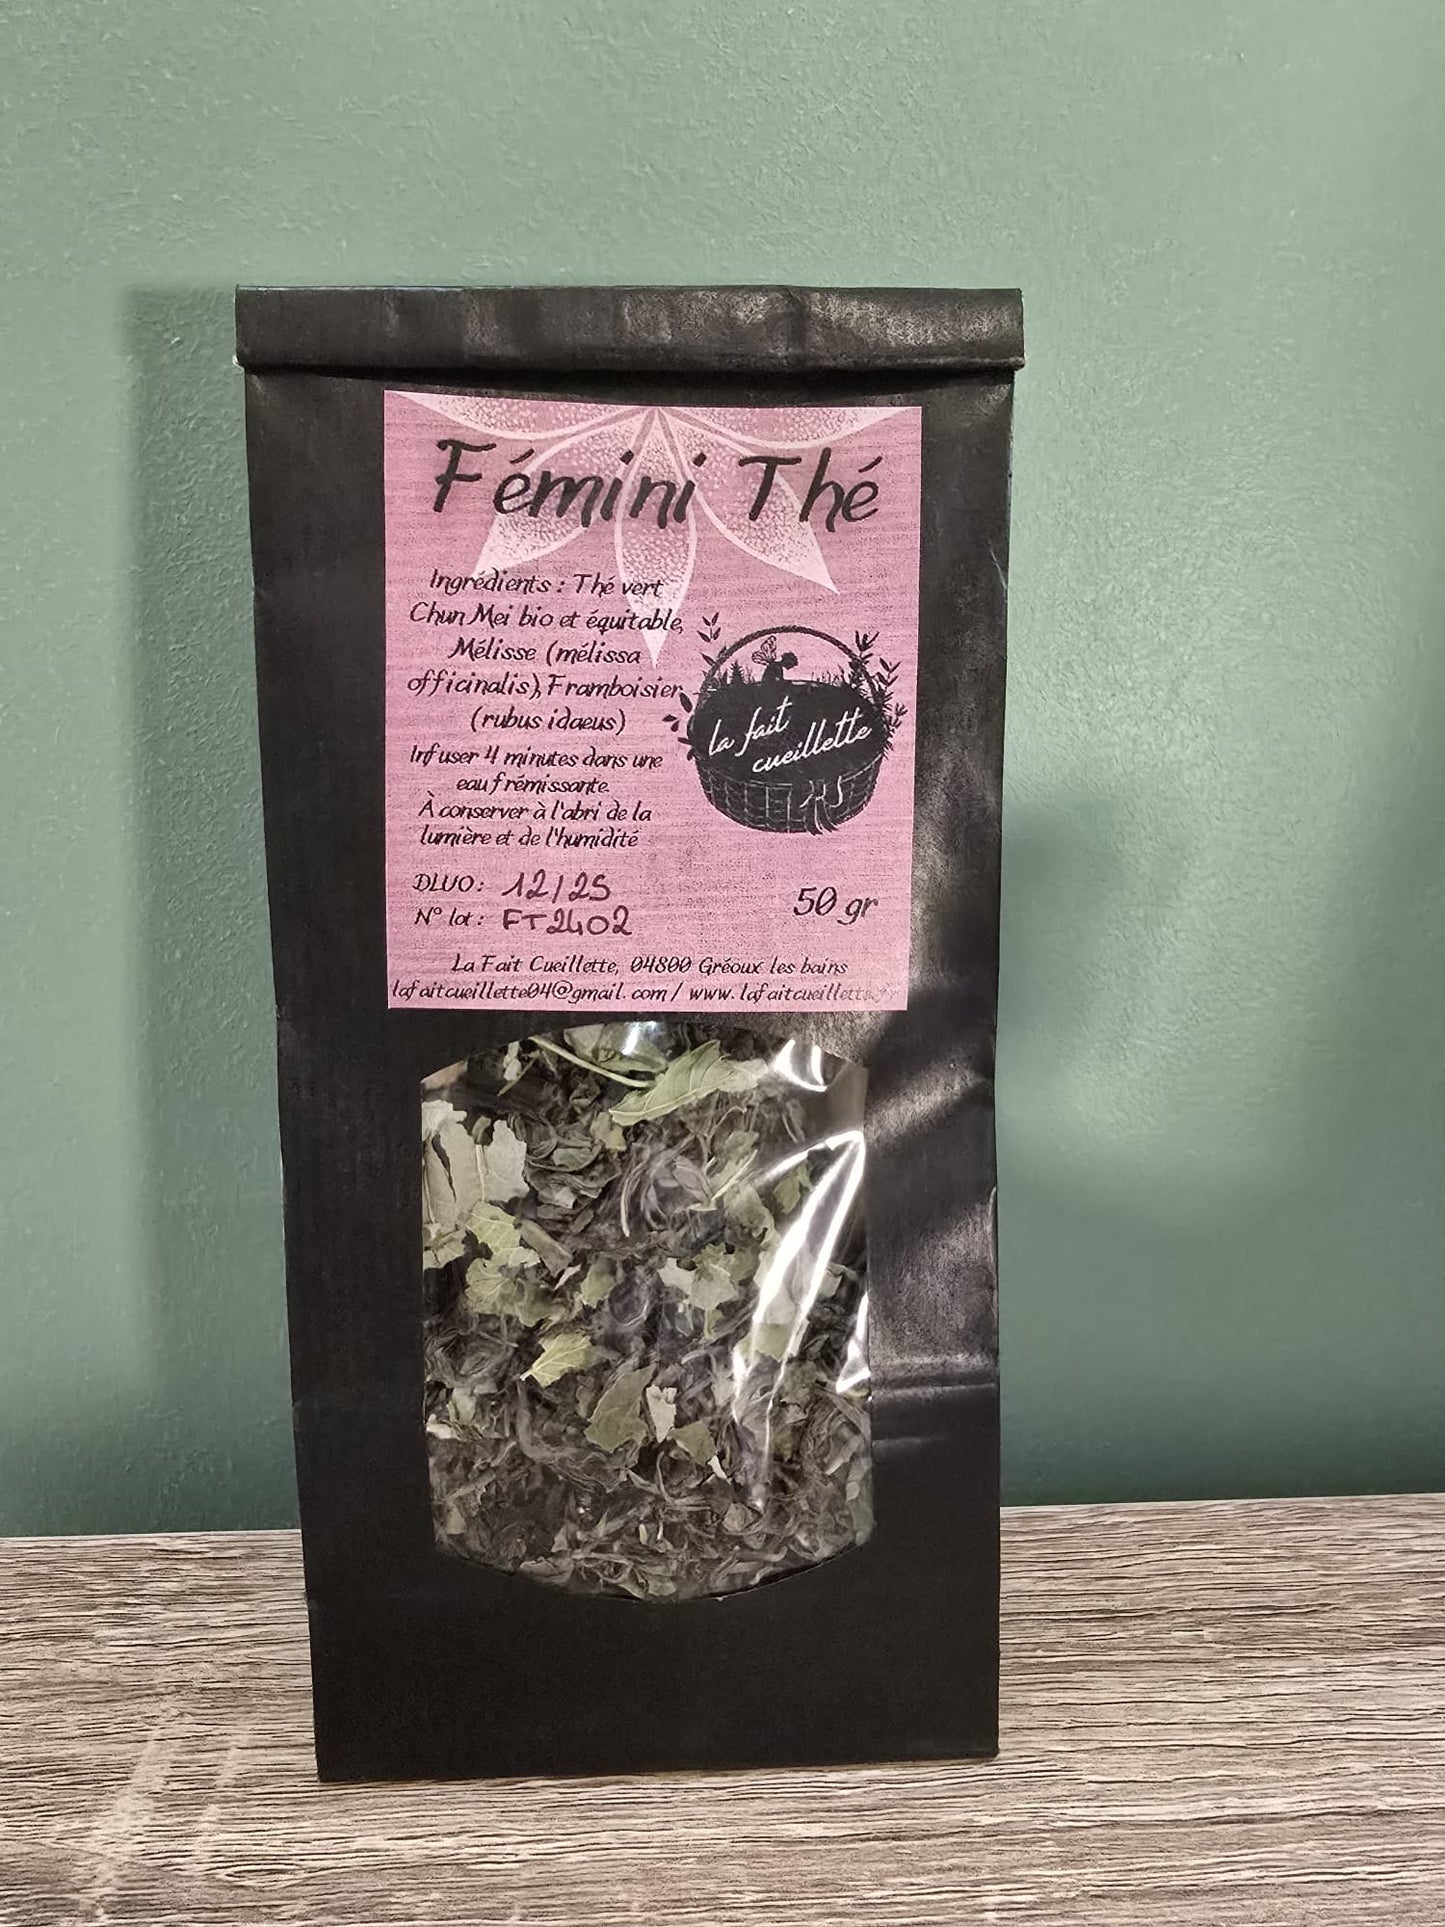 Fémini Thé
Ingrédients : Thé vert
Chun Mei bio et équitable,
Mélisse (mélissa
officinalis), Framboisier
(rubus idaeus)
Infuser 4 minutes dans une
eau frémissante.
À conserver à l'abri de la
lumière et de l'humidité
la fait
cueillette
DLUO : 12/25
N° lot : FT2402
50 gr
La Fait Cueillette, 04800 Gréoux les bains
lafaitcueillette04@gmail.com / www.lafaitcueillette.fr